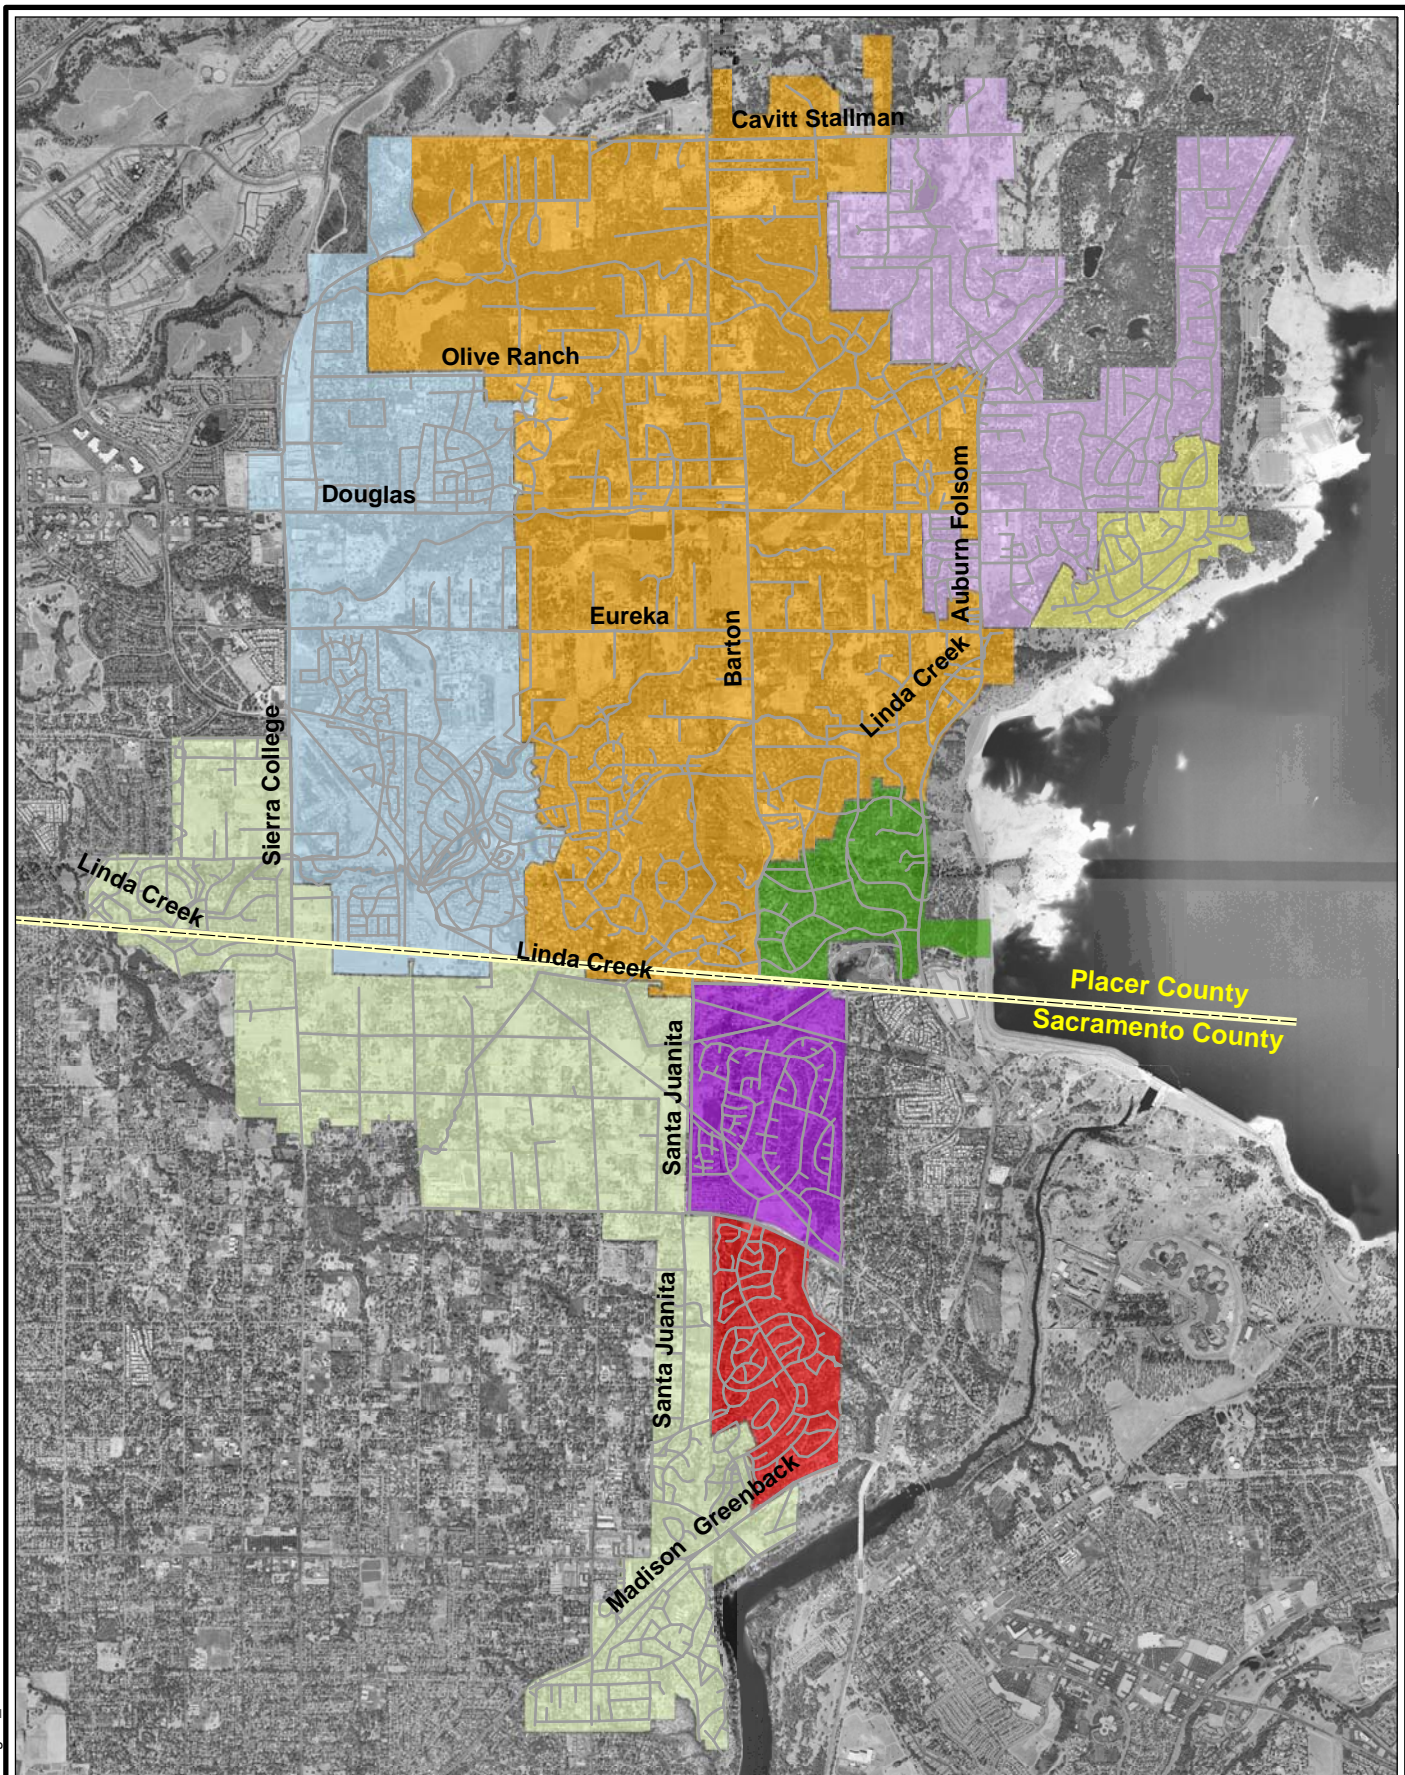 Cavitt Stallman
Olive Ranch
Douglas
Auburn Folsom
Eureka
Barton
Linda Creek
Sierra College
Linda Creek
Linda Creek
Placer County
Sacramento County
Santa Juanita
Santa Juanita
Greenback
Madison